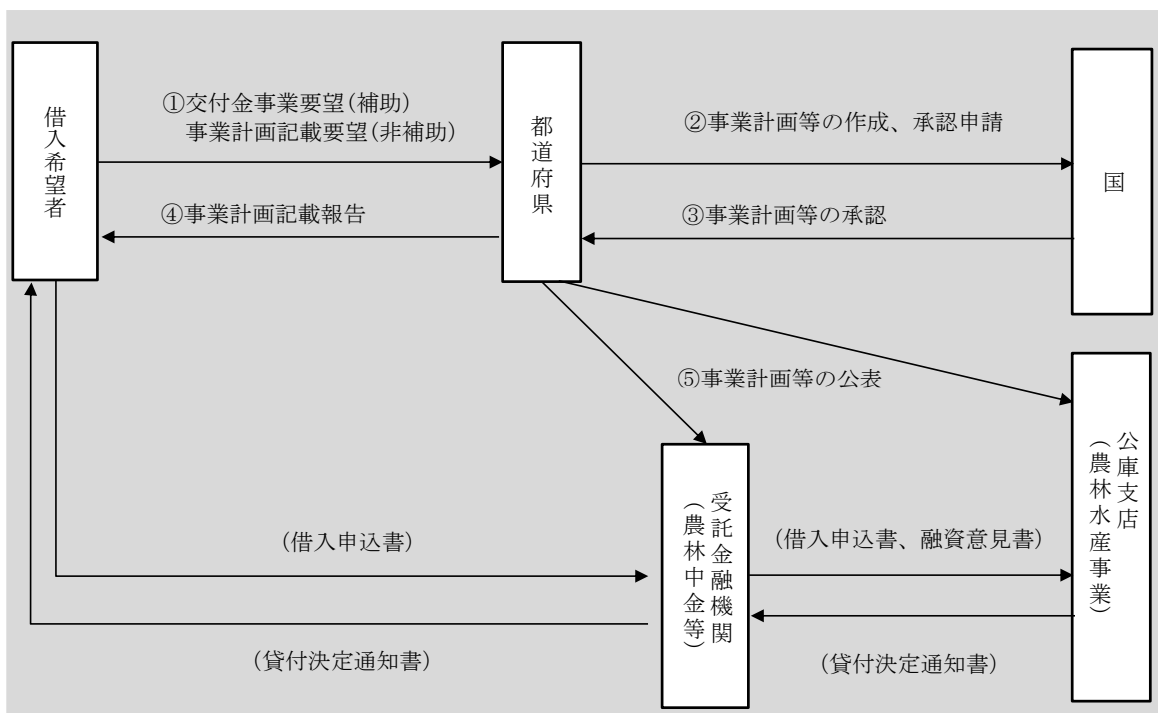 借入希望者
①交付金事業要望(補助)
事業計画記載要望(非補助)
④事業計画記載報告
都道府県
②事業計画等の作成、承認申請
③事業計画等の承認
国
⑤事業計画等の公表
受託金融機関
(農林中金等)
公庫支店
(農林水産事業)
(借入申込書)
(貸付決定通知書)
(借入申込書、融資意見書)
(貸付決定通知書)